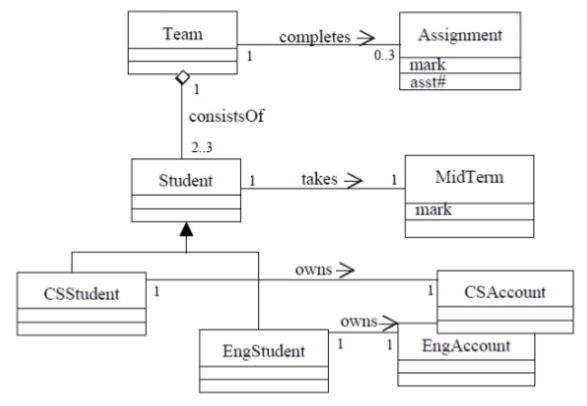 Team
completes
Assignment
1
0..3
mark
asst#
1
consistsOf
2..3
Student
1
takes
1
MidTerm
mark
owns
CSStudent
1
1
CSAccount
owns
EngStudent
1
1
EngAccount